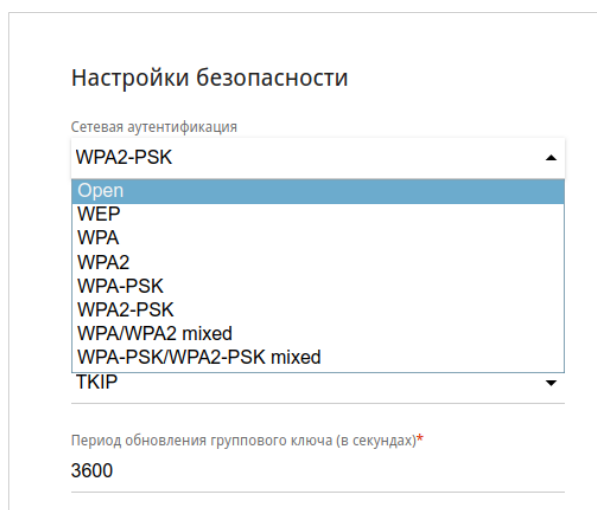 Настройки безопасности
Сетевая аутентификация
WPA2-PSK
Open
WEP
WPA
WPA2
WPA-PSK
WPA2-PSK
WPA/WPA2 mixed
WPA-PSK/WPA2-PSK mixed
TKIP
Период обновления группового ключа (в секундах)*
3600